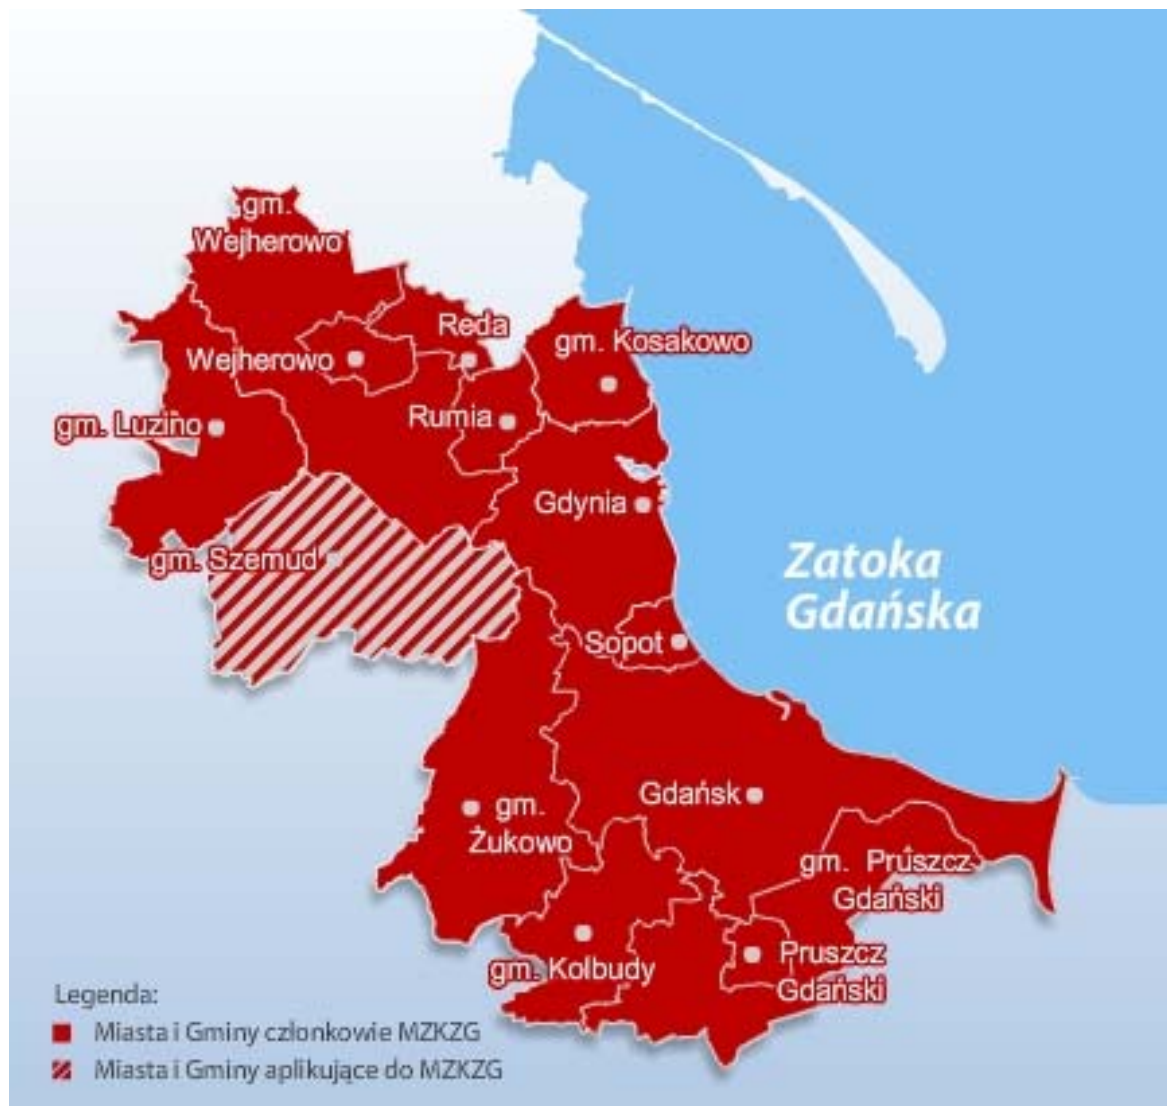 gm.
Wejherowo
Reda
gm. Kosakowo
Wejherowo
Rumia
gm. Luzino
Gdynia
gm. Szemud
Zatoka
Gdańska
Sopot
Gdańsk
gm.
Żukowo
gm. Pruszcz
Gdański
Pruszcz
Gdański
gm. Kolbudy
Legenda:
Miasta i Gminy członkowie MZKZG
Miasta i Gminy aplikujące do MZKZG